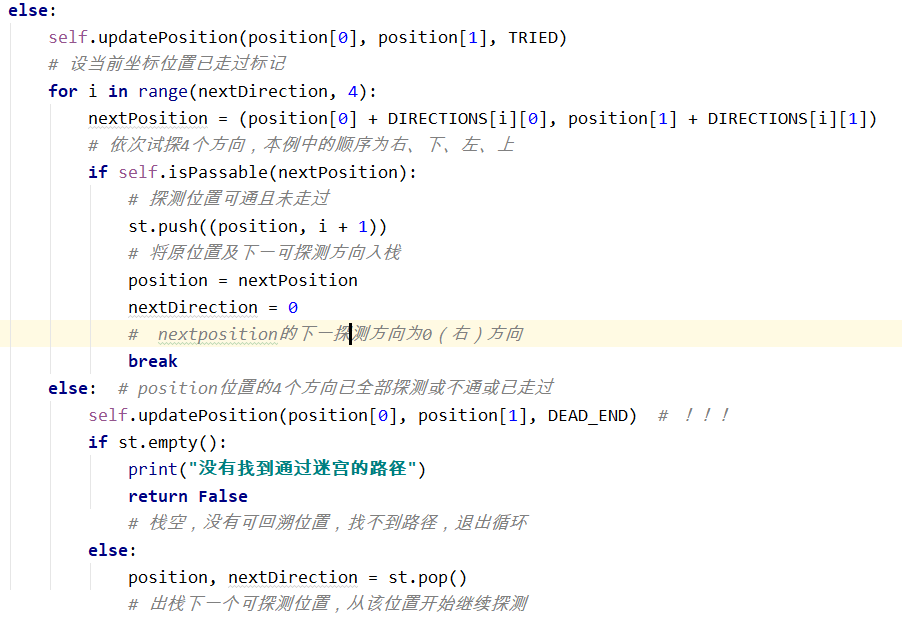 else:
self.updatePosition(position[0], position[1], TRIED)
# 设当前坐标位置已走过标记
for i in range(nextDirection, 4):
nextPosition = (position[0] + DIRECTIONS[i][0], position[1] + DIRECTIONS[i][1])
# 依次试探4个方向，本例中的顺序为右、下、左、上
if self.isPassable(nextPosition):
# 探测位置可通且未走过
st.push((position, i + 1))
# 将原位置及下一可探测方向入栈
position = nextPosition
nextDirection = 0
# nextposition的下一探测方向为0（右）方向
break
else: # position位置的4个方向已全部探测或不通或已走过
self.updatePosition(position[0], position[1], DEAD_END) # ！！！
if st.empty():
print("没有找到通过迷宫的路径")
return False
# 栈空，没有可回溯位置，找不到路径，退出循环
else:
position, nextDirection = st.pop()
# 出栈下一个可探测位置，从该位置开始继续探测